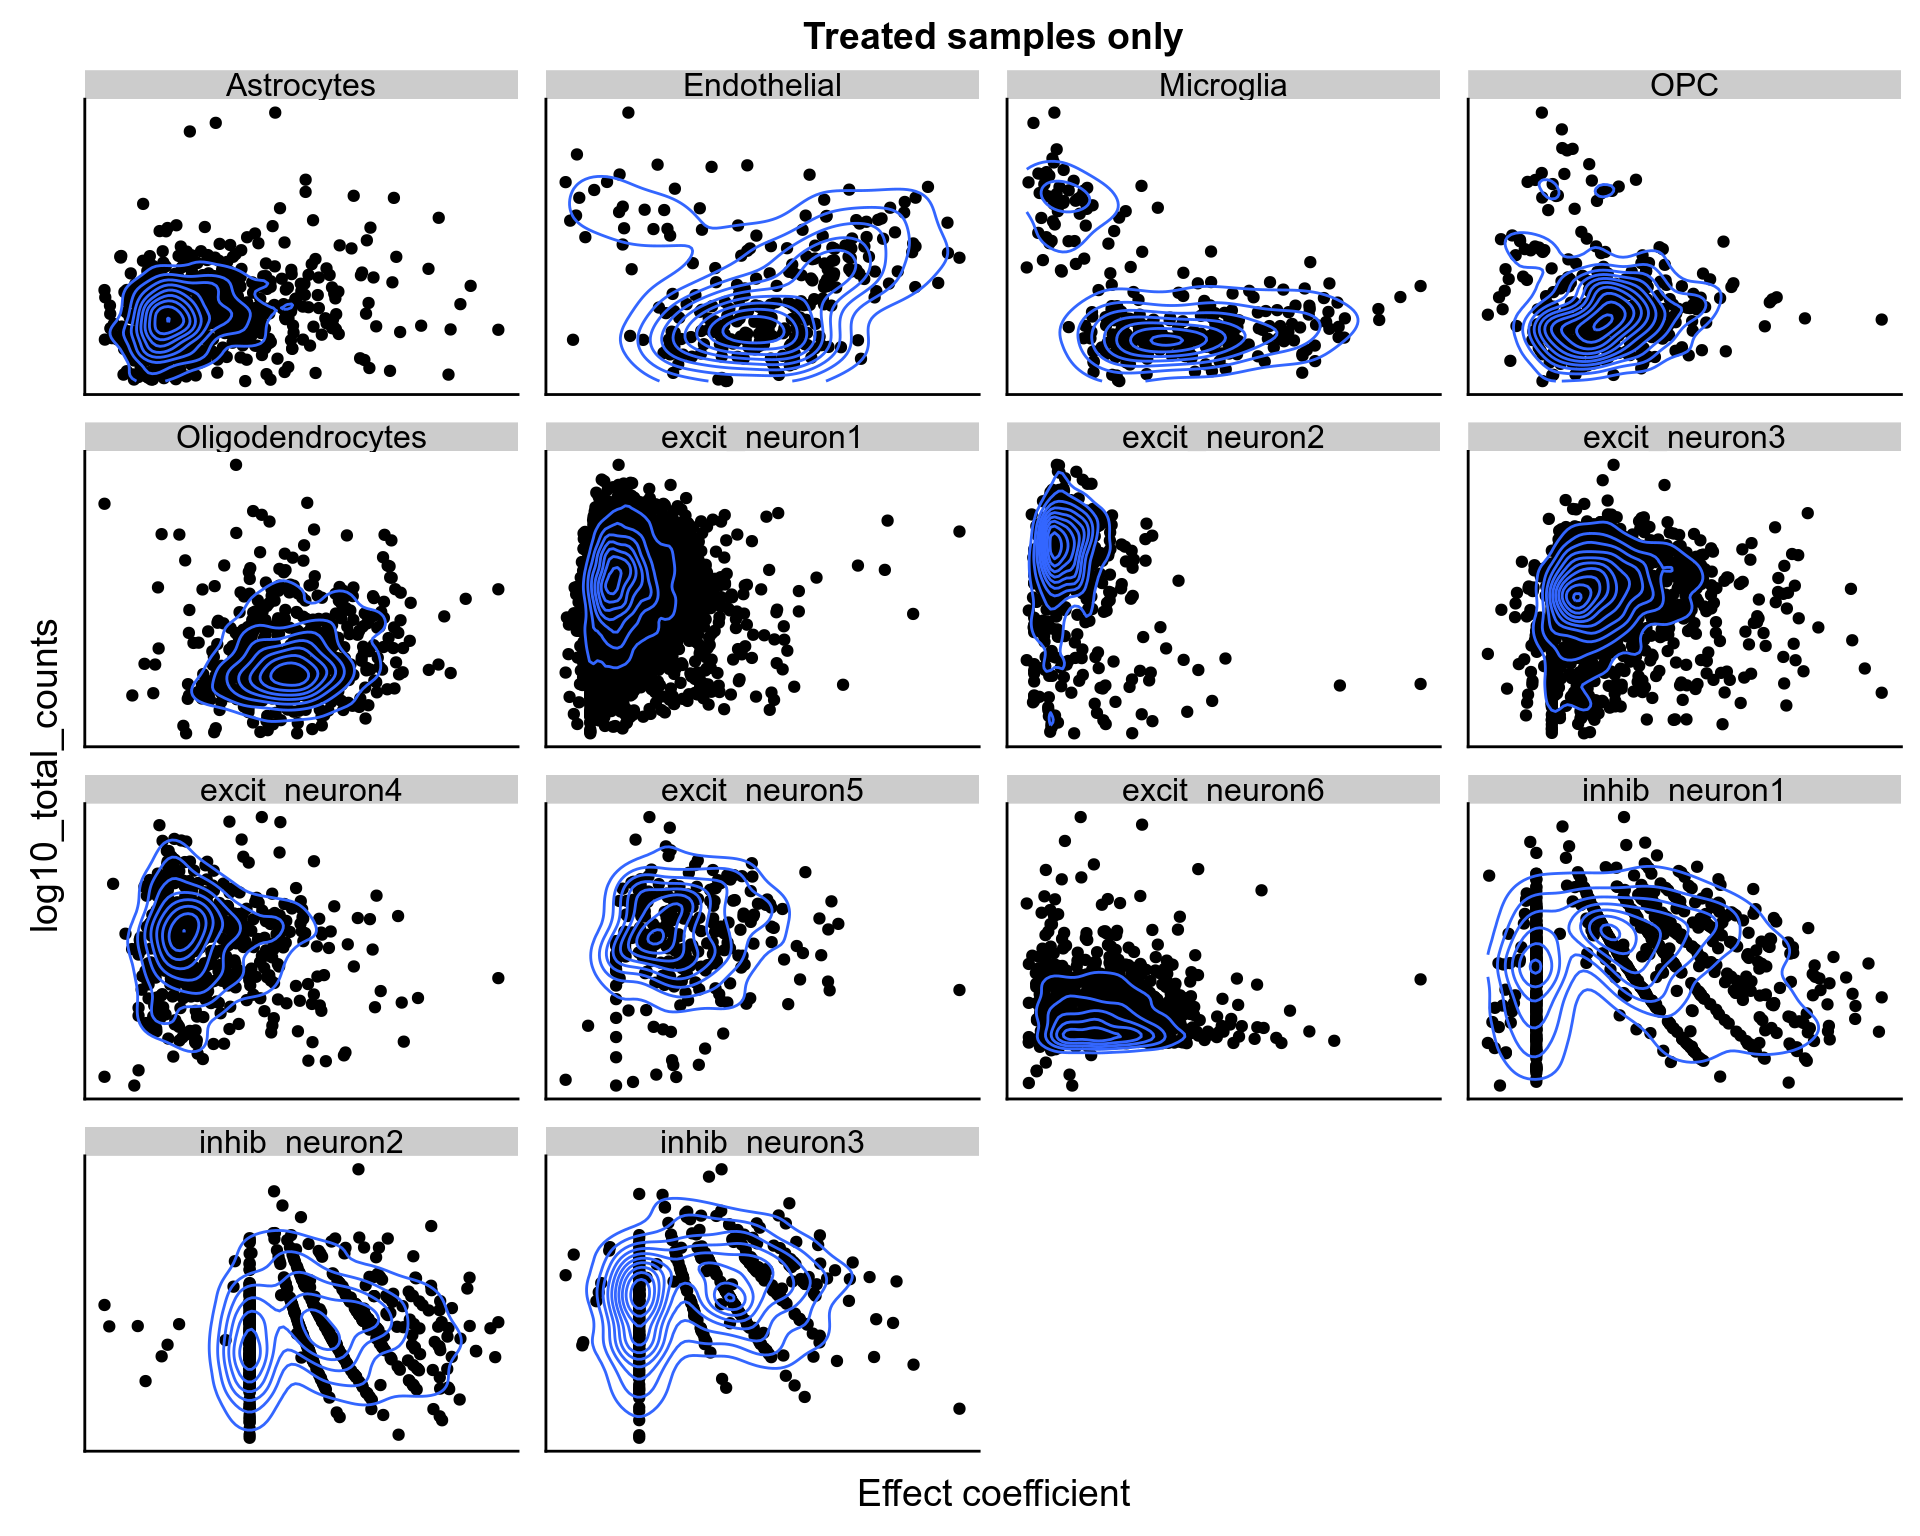 Treated samples only
Astrocytes
Endothelial
Microglia
OPC
Oligodendrocytes
excit_neuron1
excit_neuron2
excit_neuron3
excit_neuron4
excit_neuron5
excit_neuron6
inhib_neuron1
inhib_neuron2
inhib_neuron3
log10_total_counts
Effect coefficient